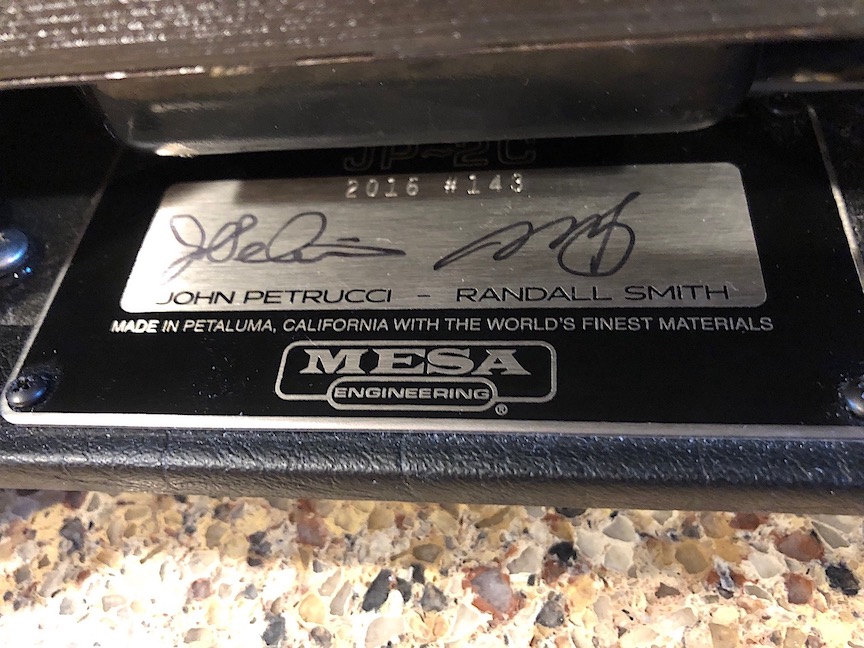 JP~2C
2016 #143
JOHN PETRUCCI – RANDALL SMITH
MADE IN PETALUMA, CALIFORNIA WITH THE WORLD'S FINEST MATERIALS
MESA
ENGINEERING®